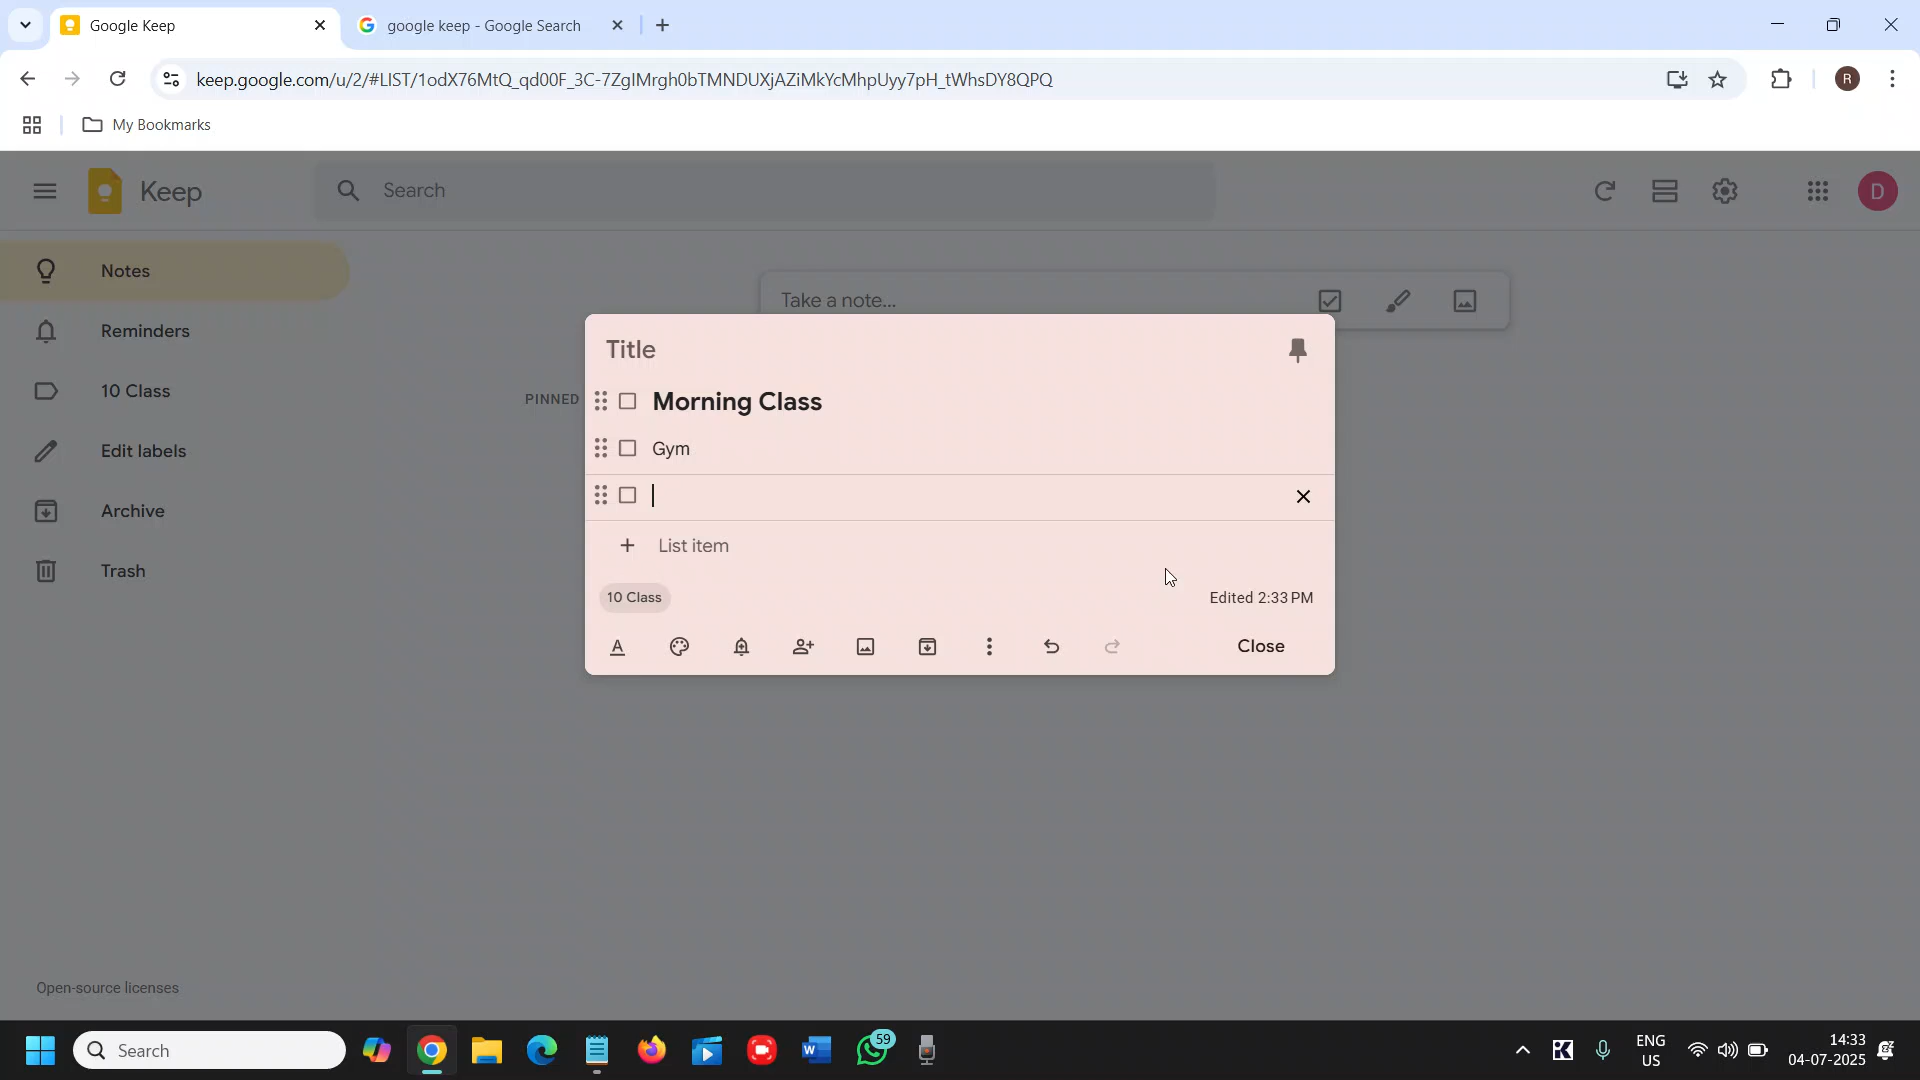 Google Keep
google keep - Google Search
keep.google.com/u/2/#LIST/1odX76MtQ_qd00F_3C-7ZglMrgh0bTMNDUXjAZiMkYcMhpUyy7pH_tWhsDY8QPQ
R
My Bookmarks
Keep
Search
D
Notes
Reminders
10 Class
Edit labels
Archive
Trash
Take a note...
PINNED
Title
Morning Class
Gym
List item
10 Class
Edited 2:33 PM
Close
Open-source licenses
Search
59
ENG
US
14:33
04-07-2025